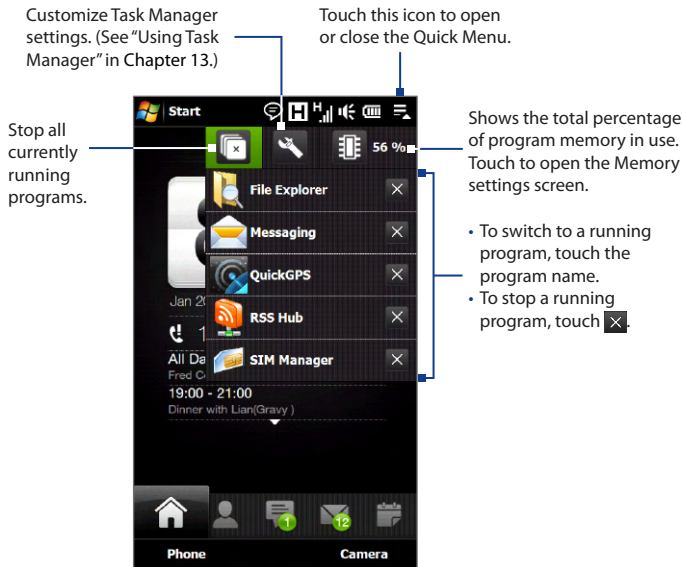 Customize Task Manager
settings. (See “Using Task
Manager” in Chapter 13.)
Touch this icon to open
or close the Quick Menu.
Stop all
currently
running
programs.
Start
H
H
56 %
File Explorer
Messaging
QuickGPS
RSS Hub
SIM Manager
Shows the total percentage
of program memory in use.
Touch to open the Memory
settings screen.
• To switch to a running
program, touch the
program name.
• To stop a running
program, touch ×.
Jan 20
1
All Da
Fred C
19:00 - 21:00
Dinner with Lian(Gravy )
1
12
Phone
Camera